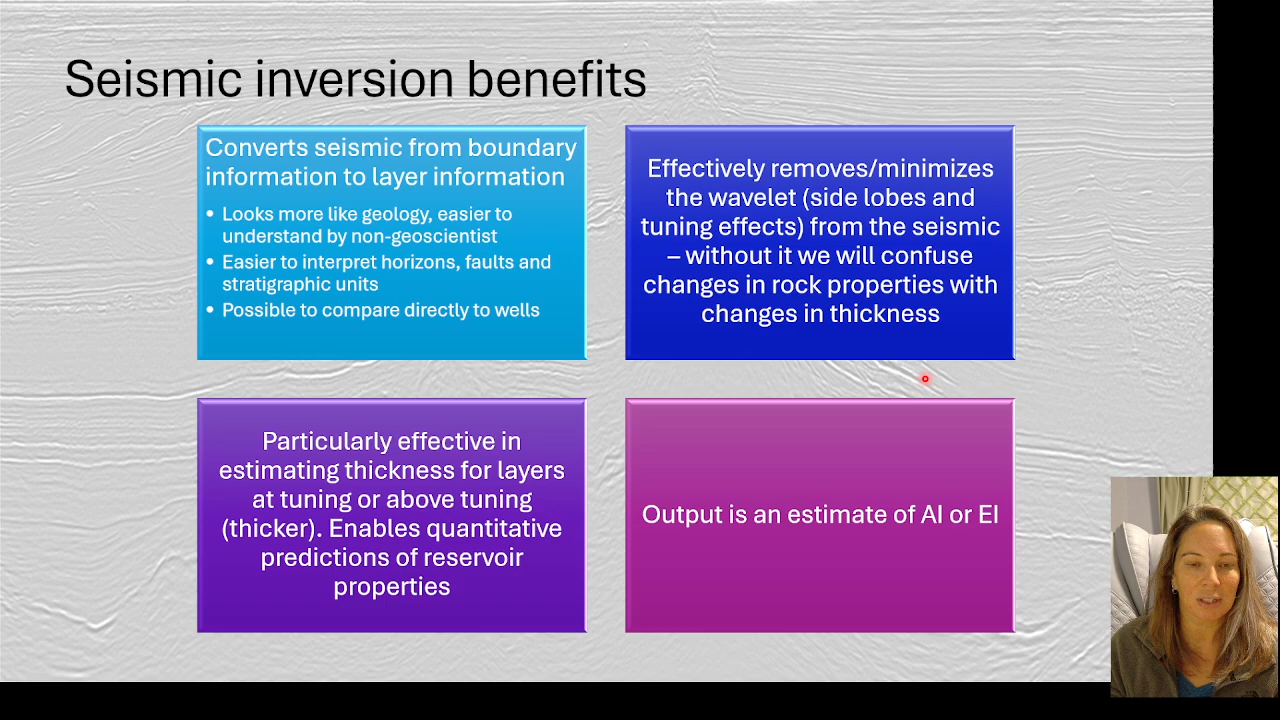 Seismic inversion benefits
Converts seismic from boundary
information to layer information
• Looks more like geology, easier to
understand by non-geoscientist
• Easier to interpret horizons, faults and
stratigraphic units
• Possible to compare directly to wells
Effectively removes/minimizes
the wavelet (side lobes and
tuning effects) from the seismic
– without it we will confuse
changes in rock properties with
changes in thickness
Particularly effective in
estimating thickness for layers
at tuning or above tuning
(thicker). Enables quantitative
predictions of reservoir
properties
Output is an estimate of AI or EI